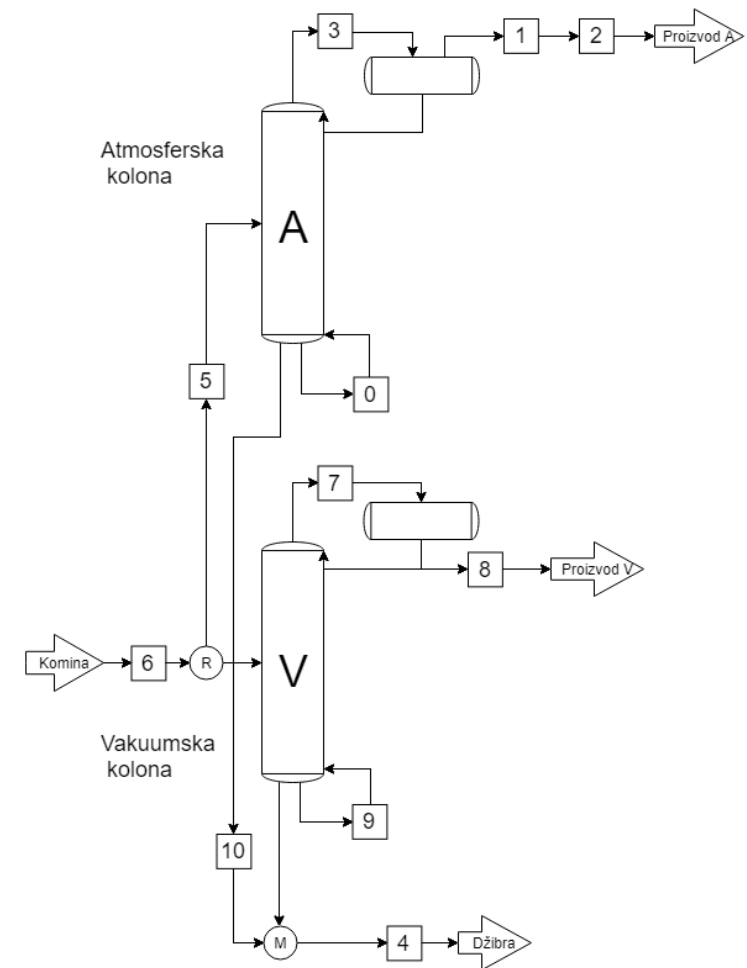 3
1
2
Proizvod A
Atmosferska
kolona
A
5
0
7
8
Proizvod V
Komina
6
R
V
Vakuumska
kolona
9
10
M
4
Džibra